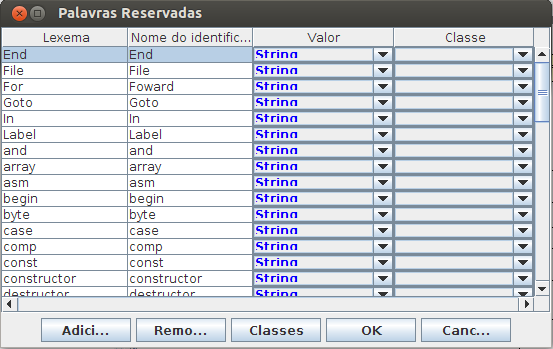 Palavras Reservadas
Lexema Nome do identific... Valor Classe
End End String
File File String
For Foward String
Goto Goto String
In In String
Label Label String
and and String
array array String
asm asm String
begin begin String
byte byte String
case case String
comp comp String
const const String
constructor constructor String
destructor destructor String
Adici... Remo... Classes OK Canc...